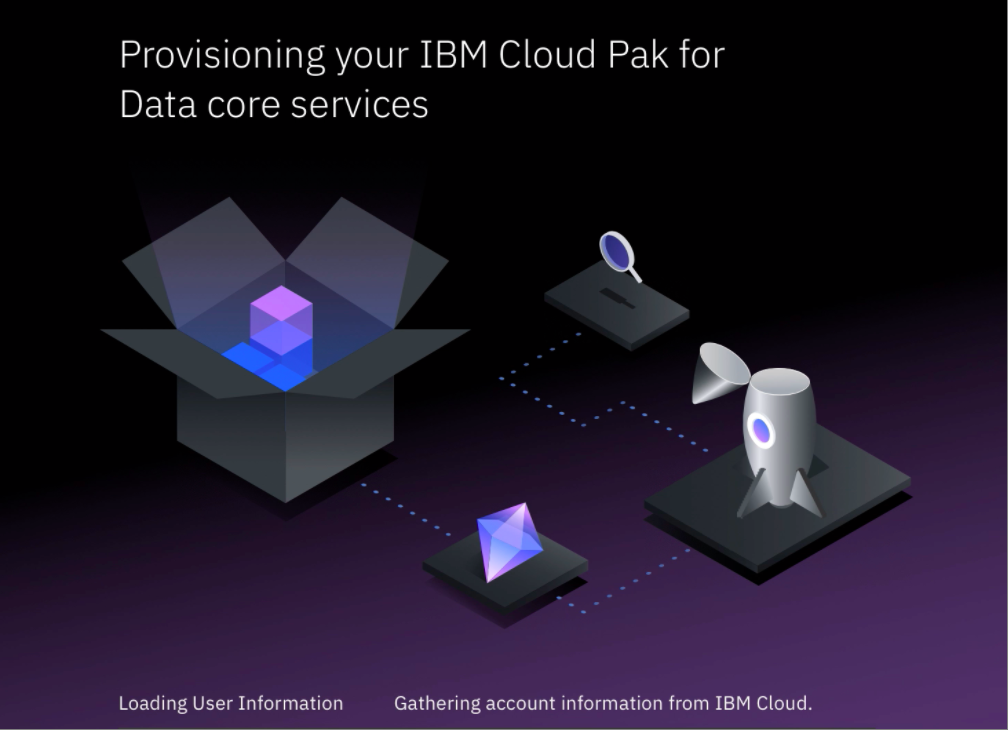 Provisioning your IBM Cloud Pak for
Data core services
Loading User Information
Gathering account information from IBM Cloud.